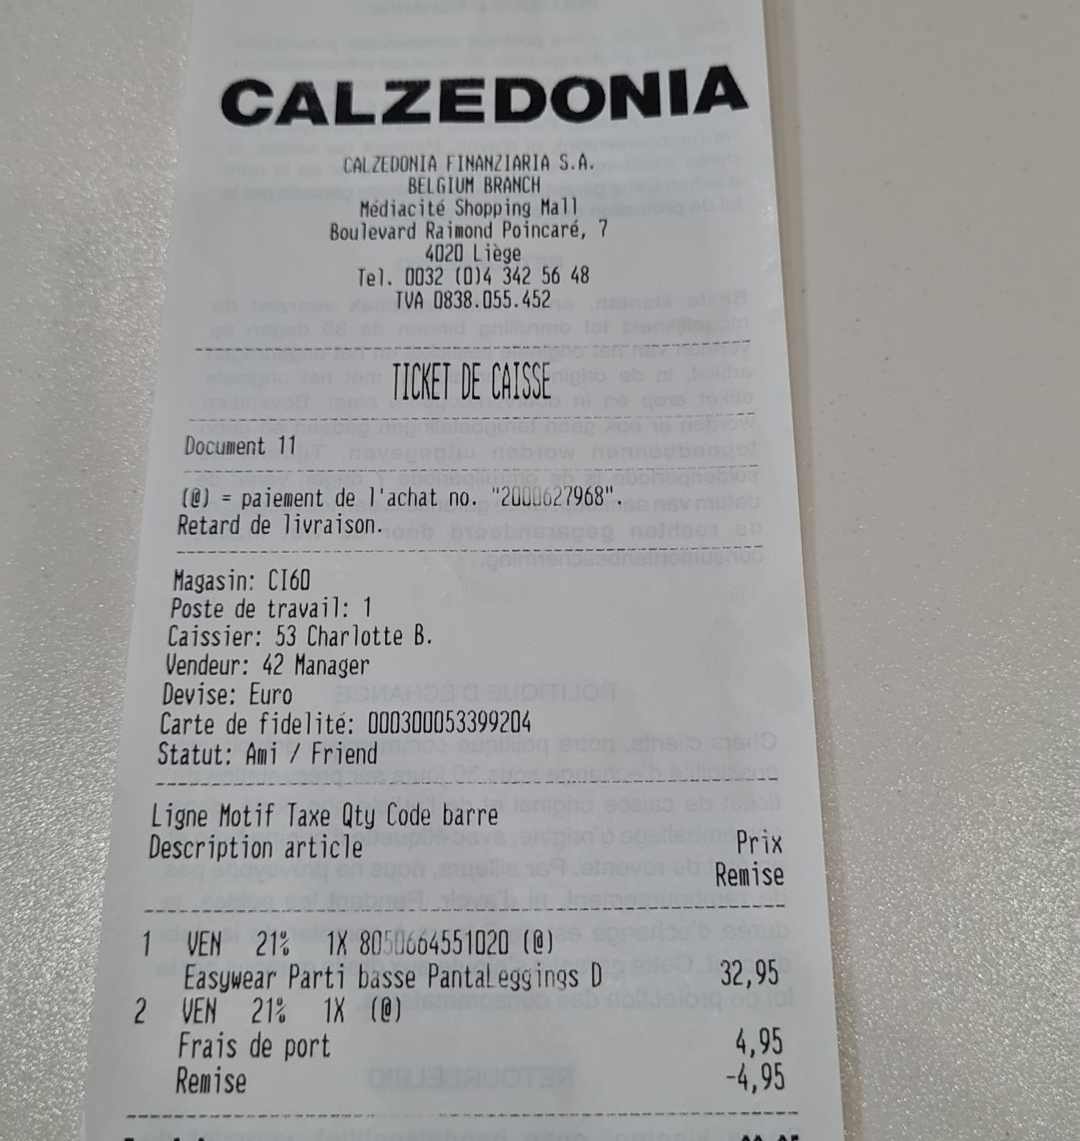 CALZEDONIA
CALZEDONIA FINANZIARIA S.A.
BELGIUM BRANCH
Médiacité Shopping Mall
Boulevard Raimond Poincaré, 7
4020 Liège
Tel. 0032 (0)4 342 56 48
TVA 0838.055.452
TICKET DE CAISSE
Document 11
(@) = paiement de l'achat no. "2000627968".
Retard de livraison.
Magasin: CI60
Poste de travail: 1
Caissier: 53 Charlotte B.
Vendeur: 42 Manager
Devise: Euro
Carte de fidelité: 000300053399204
Statut: Ami / Friend
Ligne Motif Taxe Qty Code barre
Description article Prix
Remise
1 VEN 21% 1X 8050664551020 (@)
Easywear Parti basse PantaLeggings D 32,95
2 VEN 21% 1X (@)
Frais de port 4,95
Remise -4,95